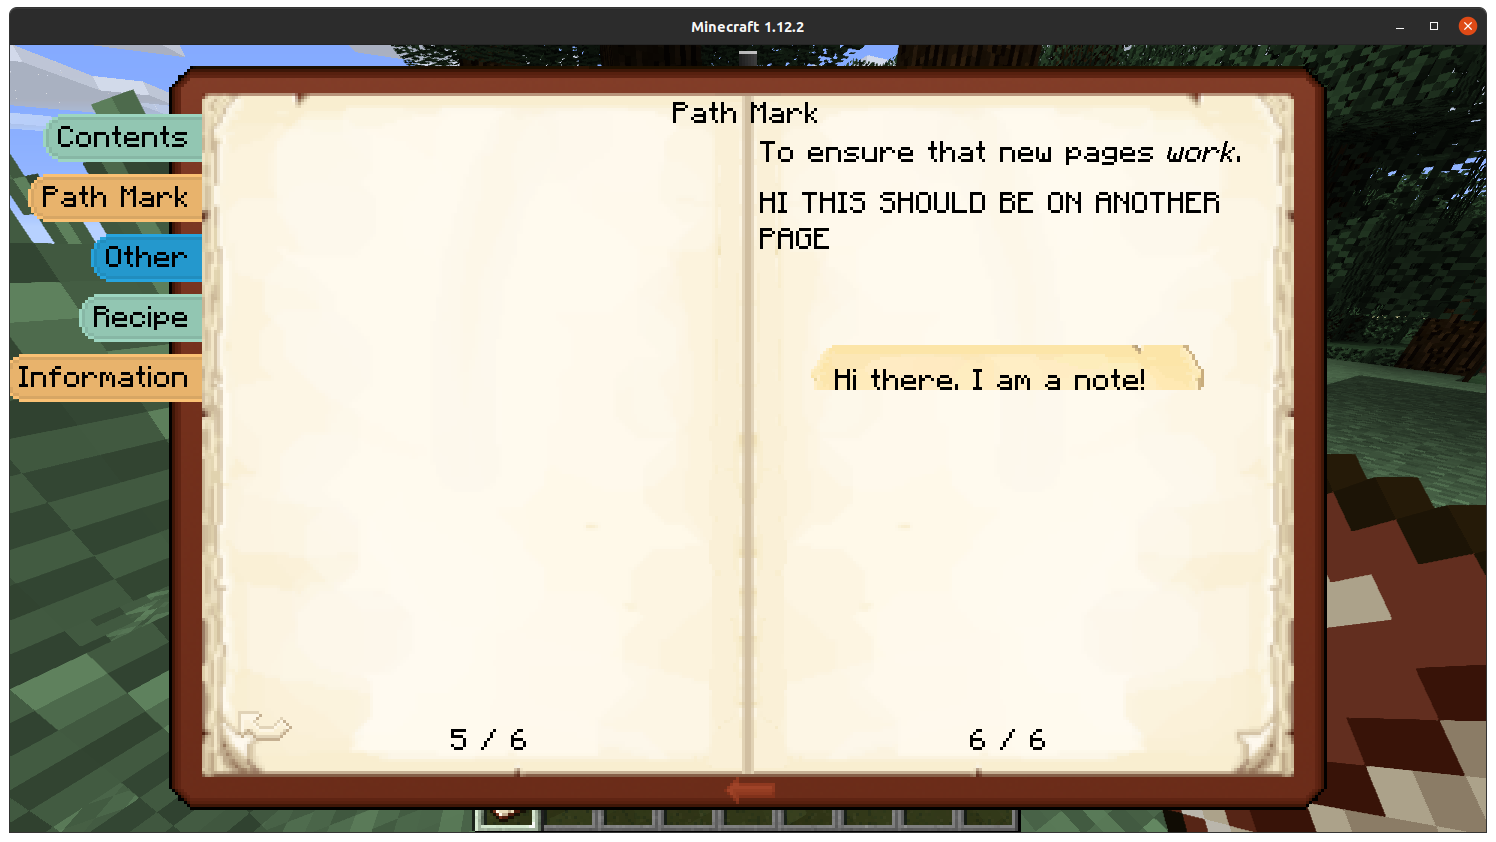 Minecraft 1.12.2
Contents
Path Mark
Other
Recipe
Information
Path Mark
To ensure that new pages work.
HI THIS SHOULD BE ON ANOTHER
PAGE
Hi there. I am a note!
5 / 6
6 / 6